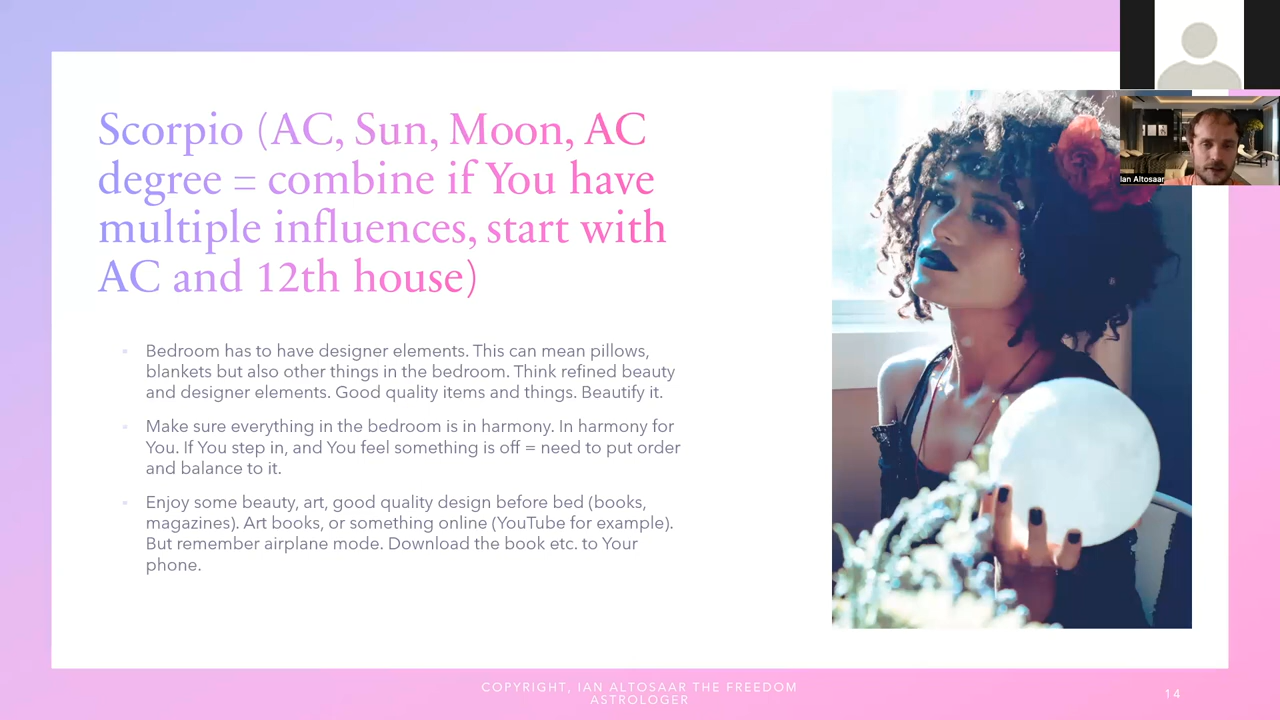 Scorpio (AC, Sun, Moon, AC
degree = combine if You have
multiple influences, start with
AC and 12th house)
Bedroom has to have designer elements. This can mean pillows,
blankets but also other things in the bedroom. Think refined beauty
and designer elements. Good quality items and things. Beautify it.
Make sure everything in the bedroom is in harmony. In harmony for
You. If You step in, and You feel something is off = need to put order
and balance to it.
Enjoy some beauty, art, good quality design before bed (books,
magazines). Art books, or something online (YouTube for example).
But remember airplane mode. Download the book etc. to Your
phone.
Ian Altosaar
COPYRIGHT, IAN ALTOSAAR THE FREEDOM
ASTROLOGER
14